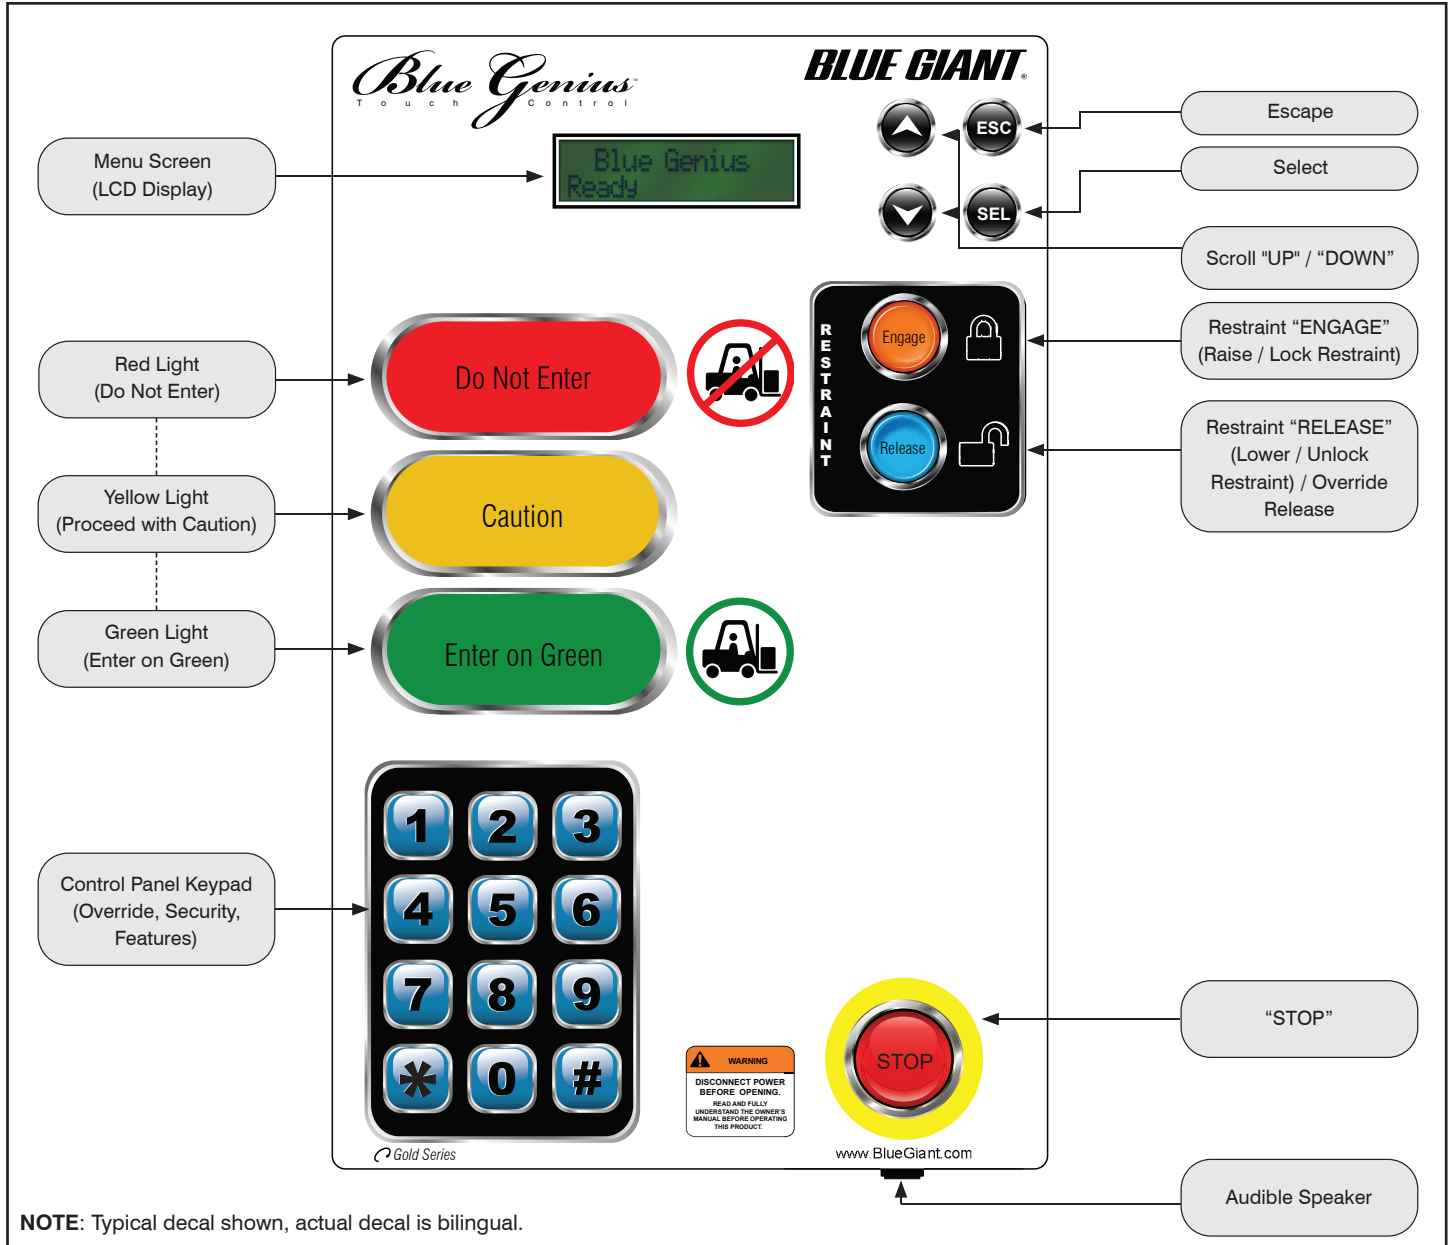 Blue Genius™
Touch Control
BLUE GIANT®
Blue Genius
Ready
ESC
SEL
Menu Screen
(LCD Display)
Escape
Select
Scroll "UP" / “DOWN”
Restraint “ENGAGE”
(Raise / Lock Restraint)
Restraint “RELEASE”
(Lower / Unlock
Restraint) / Override
Release
RESTRAINT
Engage
Release
Red Light
(Do Not Enter)
Yellow Light
(Proceed with Caution)
Green Light
(Enter on Green)
Do Not Enter
Caution
Enter on Green
Control Panel Keypad
(Override, Security,
Features)
1 2 3
4 5 6
7 8 9
* 0 #
WARNING
DISCONNECT POWER
BEFORE OPENING.
READ AND FULLY
UNDERSTAND THE OWNER'S
MANUAL BEFORE OPERATING
THIS PRODUCT.
STOP
“STOP”
Gold Series
www.BlueGiant.com
Audible Speaker
NOTE: Typical decal shown, actual decal is bilingual.